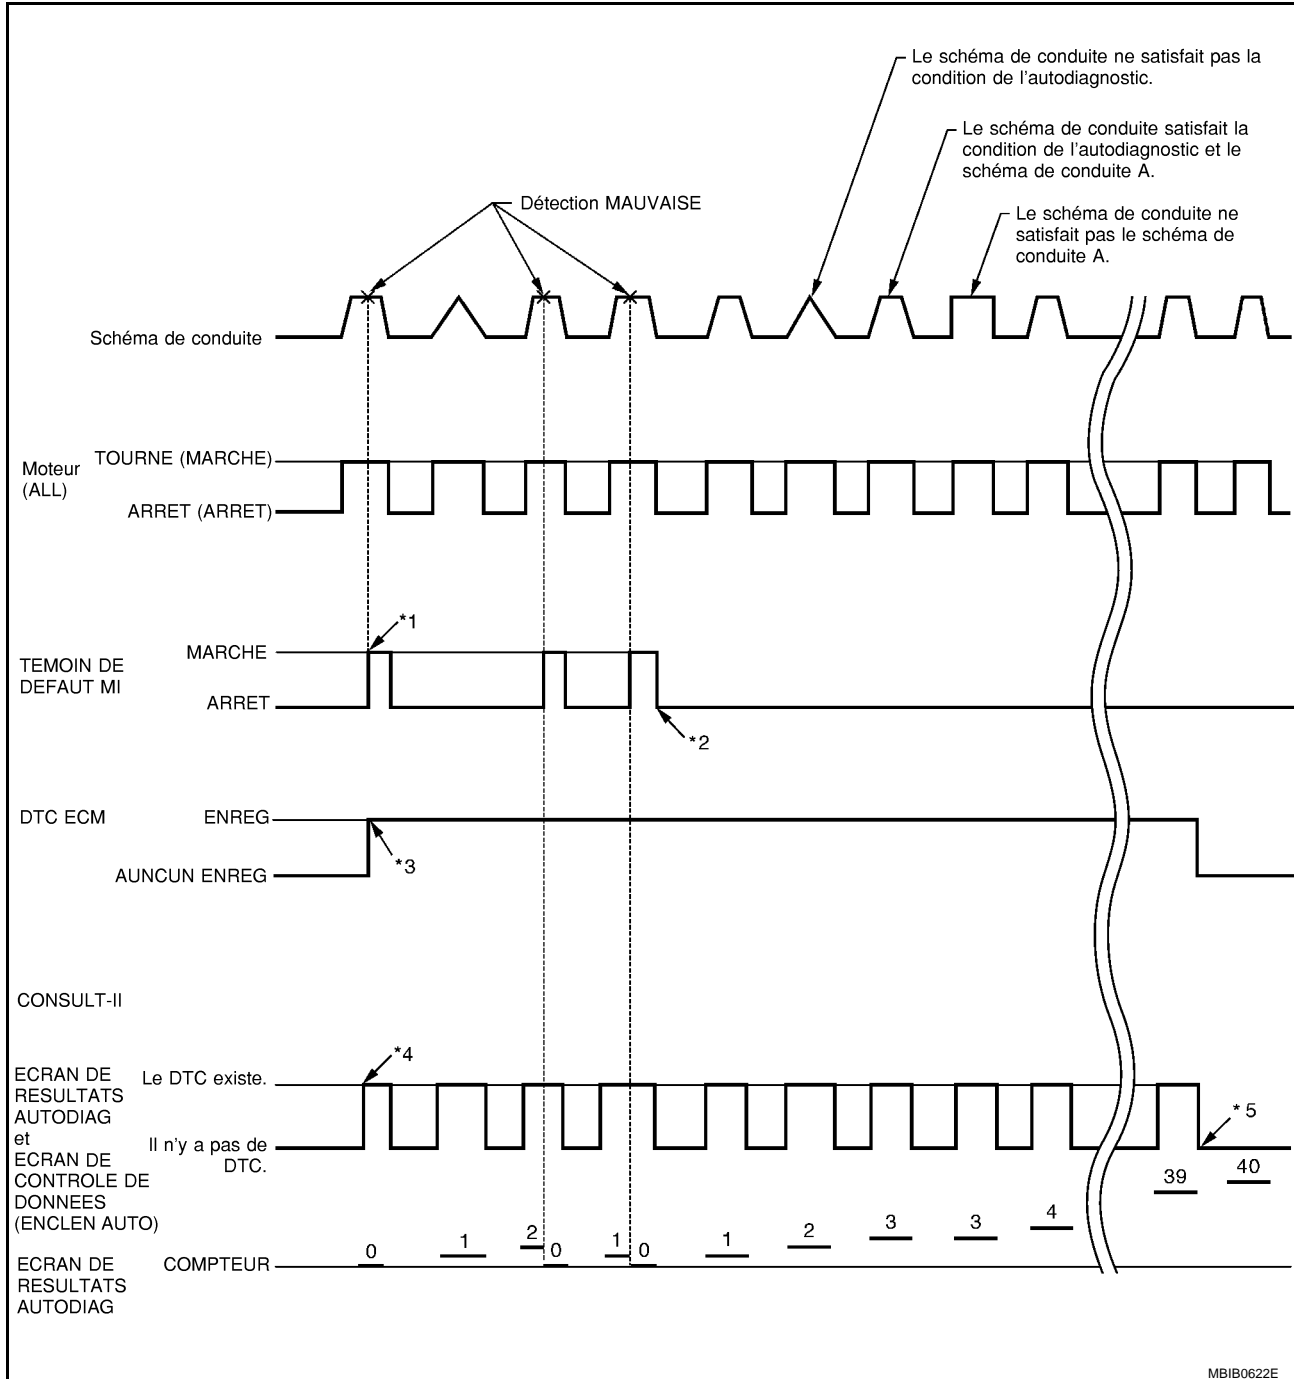 Le schéma de conduite ne satisfait pas la
condition de l'autodiagnostic.
Le schéma de conduite satisfait la
condition de l'autodiagnostic et le
schéma de conduite A.
Détection MAUVAISE
Le schéma de conduite ne
satisfait pas le schéma de
conduite A.
Schéma de conduite
Moteur
(ALL)
TOURNE (MARCHE)
ARRET (ARRET)
*1
TEMOIN DE
DEFAUT MI
MARCHE
ARRET
*2
DTC ECM
ENREG
*3
AUNCUN ENREG
CONSULT-II
*4
ECRAN DE
RESULTATS
AUTODIAG
et
ECRAN DE
CONTROLE DE
DONNEES
(ENCLEN AUTO)
Le DTC existe.
Il n'y a pas de
DTC.
*5
ECRAN DE
RESULTATS
AUTODIAG
COMPTEUR
0 1 2 0 1 0 1 2 3 3 4 39 40
MBIB0622E